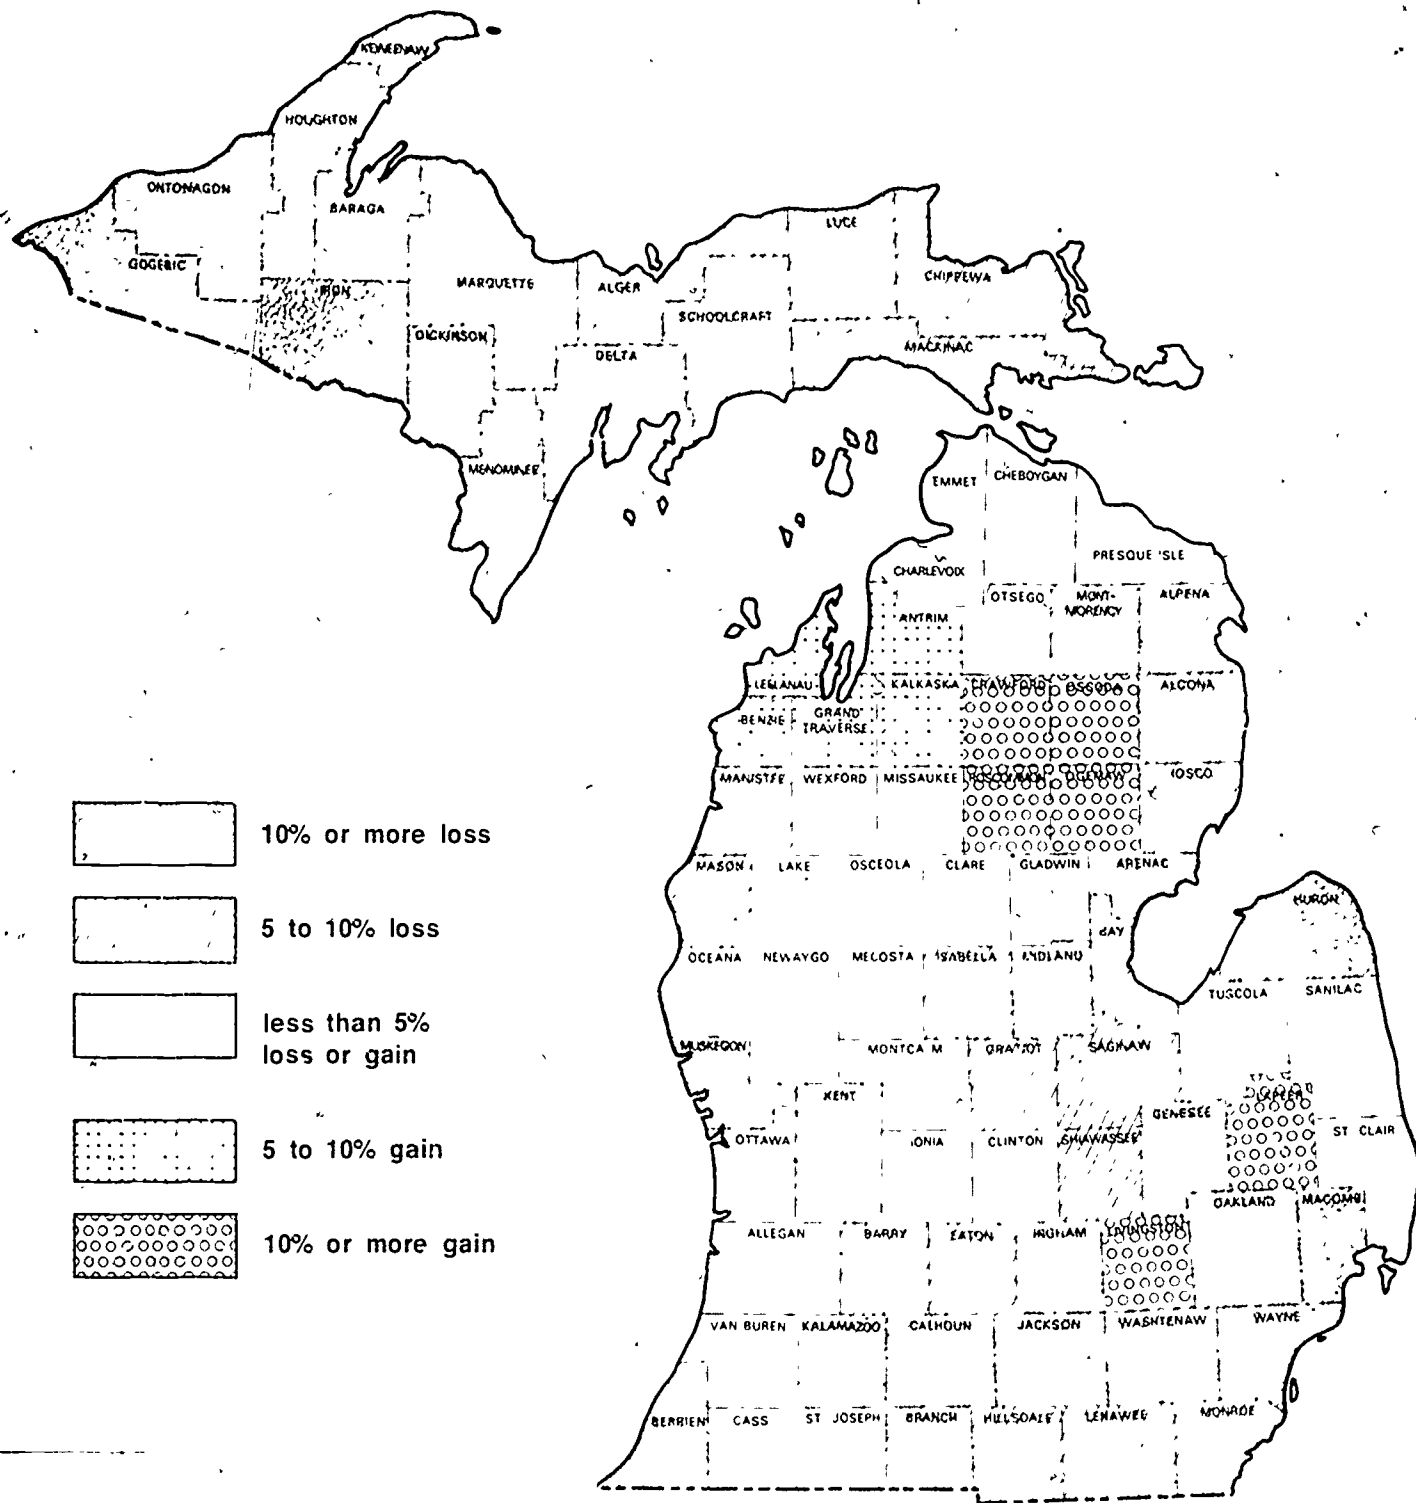 KEWEENAW
HOUGHTON
ONTONAGON
BARAGA
GOGEBIC
IRON
MARQUETTE
ALGER
LUCE
CHIPPEWA
SCHOOLCRAFT
DICKINSON
DELTA
MACKINAC
MENOMINEE
EMMET
CHEBOYGAN
PRESQUE ISLE
CHARLEVOIX
OTSEGO
MONT-
MORENCY
ALPENA
ANTRIM
LEELANAU
KALKASKA
CRAWFORD
OSCODA
ALCONA
BENZIE
GRAND
TRAVERSE
MANISTEE
WEXFORD
MISSAUKEE
ROSCOMMON
OGEMAW
IOSCO
10% or more loss
MASON
LAKE
OSCEOLA
CLARE
GLADWIN
ARENAC
HURON
5 to 10% loss
BAY
OCEANA
NEWAYGO
MECOSTA
ISABELLA
MIDLAND
TUSCOLA
SANILAC
less than 5%
loss or gain
MUSKEGON
MONTCA M
GRATIOT
SAGINAW
KENT
LAPEER
GENESEE
ST CLAIR
5 to 10% gain
OTTAWA
IONIA
CLINTON
SHIAWASSEE
OAKLAND
MACOMB
10% or more gain
ALLEGAN
BARRY
EATON
INGHAM
LIVINGSTON
VAN BUREN
KALAMAZOO
CALHOUN
JACKSON
WASHTENAW
WAYNE
BERRIEN
CASS
ST JOSEPH
BRANCH
HILLSDALE
LENAWEE
MONROE